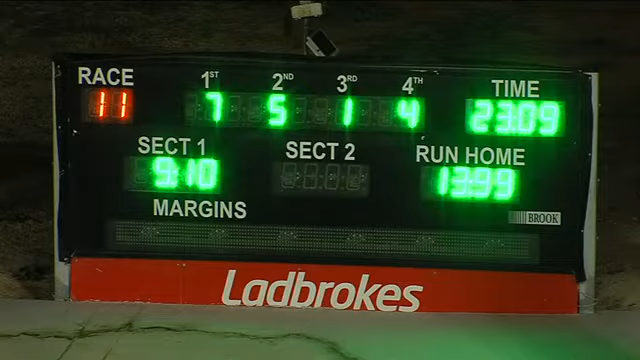 RACE 1ST 2ND 3RD 4TH TIME
11 7 5 1 4 23.09
SECT 1 SECT 2 RUN HOME
9:10 13:99
MARGINS
BROOK
Ladbrokes